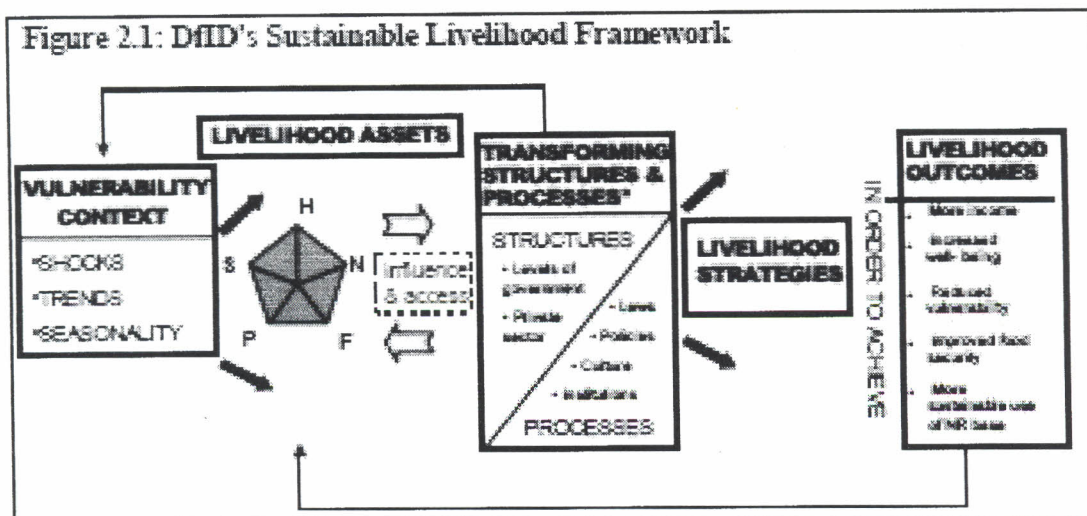 Figure 2.1: DfID's Sustainable Livelihood Framework
LIVELIHOOD ASSETS
VULNERABILITY
CONTEXT
*SHOCKS
*TRENDS
*SEASONALITY
H
S
N
P
F
Influence
& access
TRANSFORMING
STRUCTURES &
PROCESSES*
STRUCTURES
• Levels of
government
• Private
sector
• Laws
• Policies
• Culture
• Institutions
PROCESSES
LIVELIHOOD
STRATEGIES
IN ORDER TO ACHIEVE
LIVELIHOOD
OUTCOMES
• More income
• Increased
well-being
• Reduced
vulnerability
• Improved food
security
• More
sustainable use
of NR base